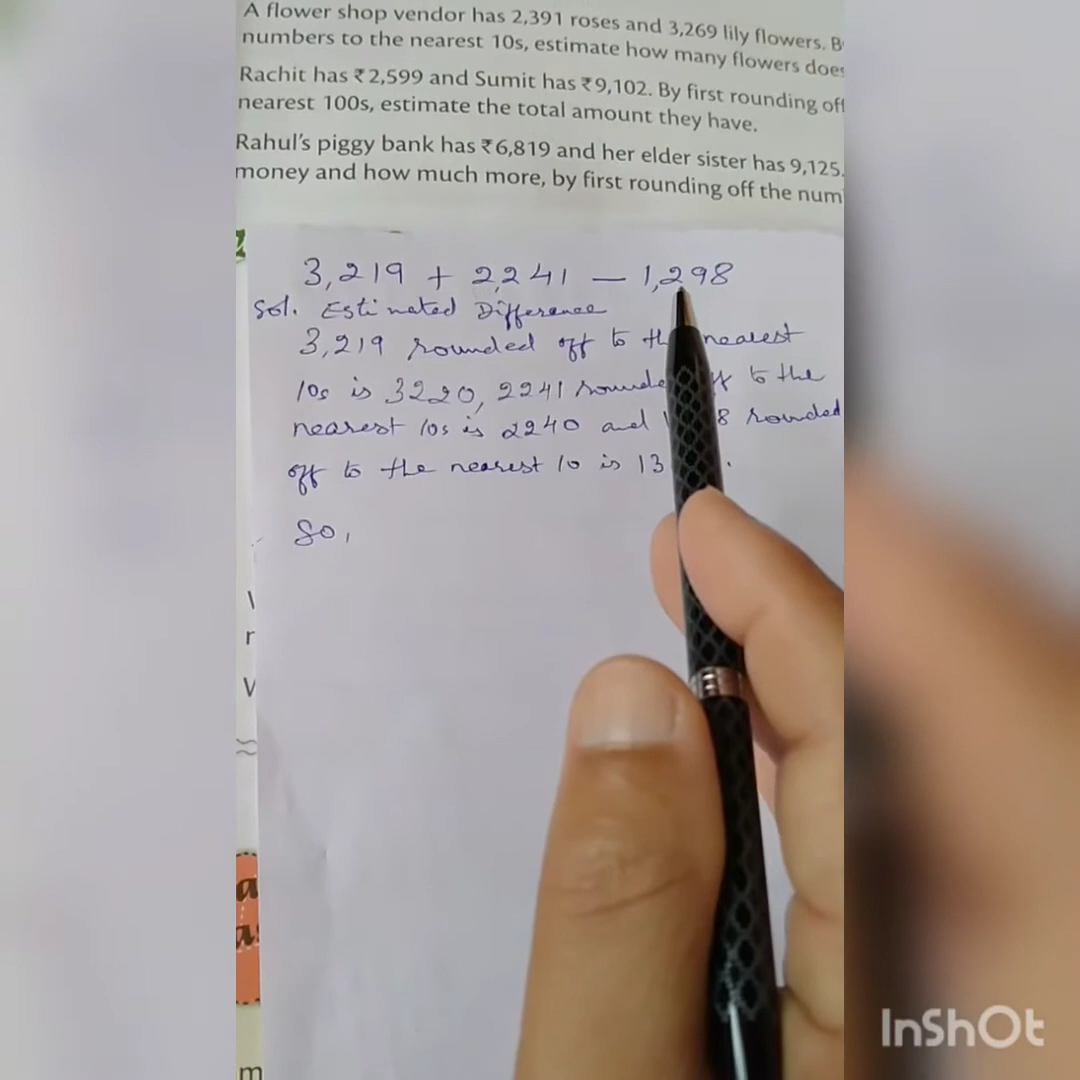 A flower shop vendor has 2,391 roses and 3,269 lily flowers. B
numbers to the nearest 10s, estimate how many flowers does
Rachit has ₹2,599 and Sumit has ₹9,102. By first rounding off
nearest 100s, estimate the total amount they have.
Rahul's piggy bank has ₹6,819 and her elder sister has 9,125.
money and how much more, by first rounding off the num
3,219 + 2,241 – 1,298
Sol. Estimated Difference
3,219 rounded off to th nearest
10s is 3220, 2241 rounde ff to the
nearest 10s is 2240 and 1 8 rounded
off to the nearest 10 is 13 .
So,
\
r
V
≈
a
a
m
InShOt